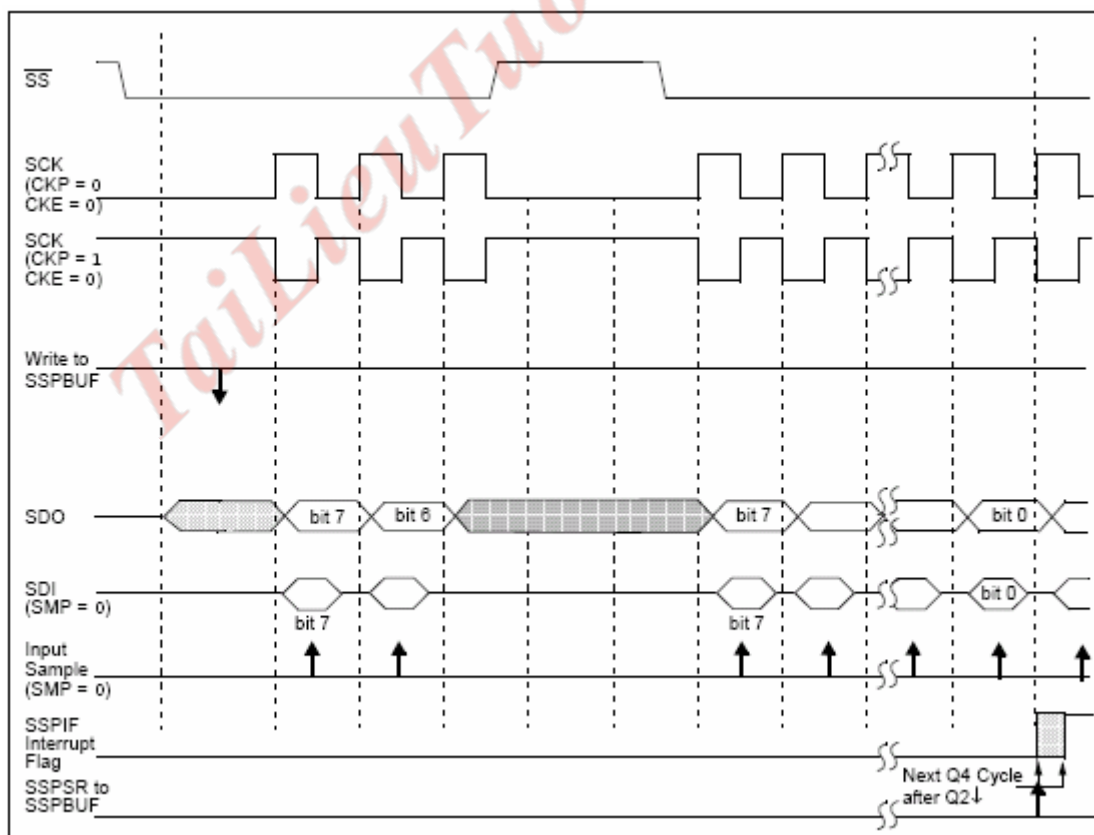 TaiLieuTuo
SS
SCK
(CKP = 0
CKE = 0)
SCK
(CKP = 1
CKE = 0)
Write to
SSPBUF
SDO
bit 7
bit 6
bit 7
bit 0
SDI
(SMP = 0)
bit 7
bit 7
bit 0
Input
Sample
(SMP = 0)
SSPIF
Interrupt
Flag
SSPSR to
SSPBUF
Next Q4 Cycle
after Q2↓